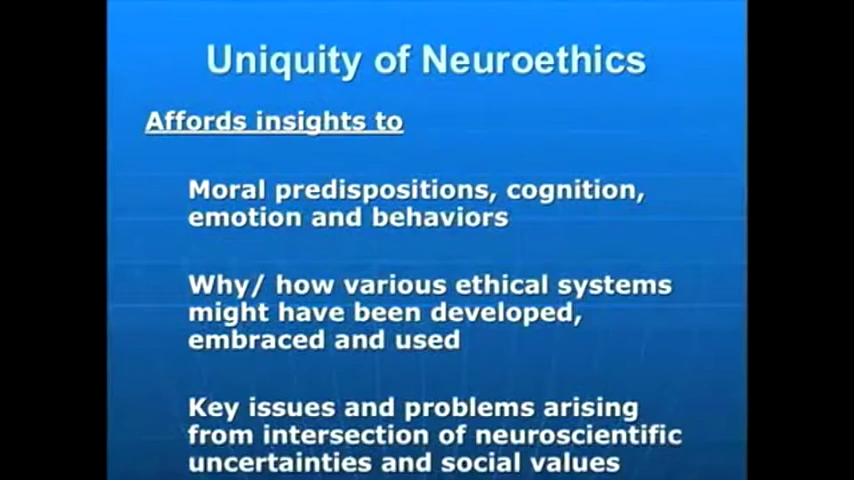 Uniquity of Neuroethics
Affords insights to
Moral predispositions, cognition,
emotion and behaviors
Why/ how various ethical systems
might have been developed,
embraced and used
Key issues and problems arising
from intersection of neuroscientific
uncertainties and social values